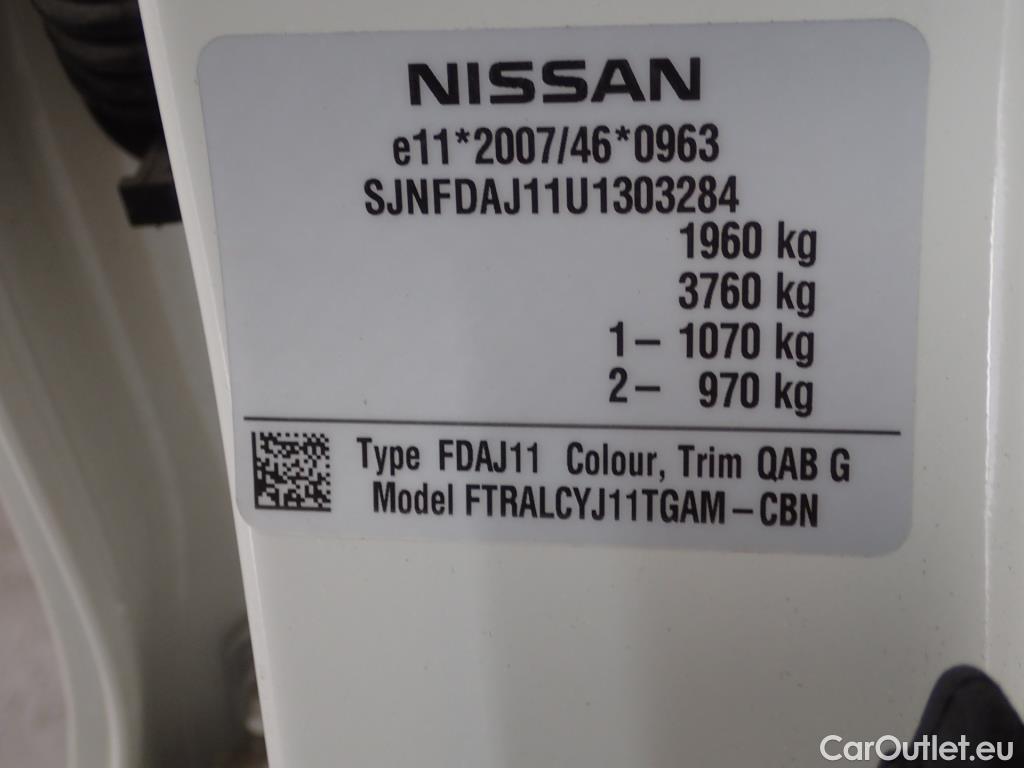 NISSAN
e11*2007/46*0963
SJNFDAJ11U1303284
1960 kg
3760 kg
1– 1070 kg
2– 970 kg
Type FDAJ11 Colour, Trim QAB G
Model FTRALCYJ11TGAM–CBN
CarOutlet.eu